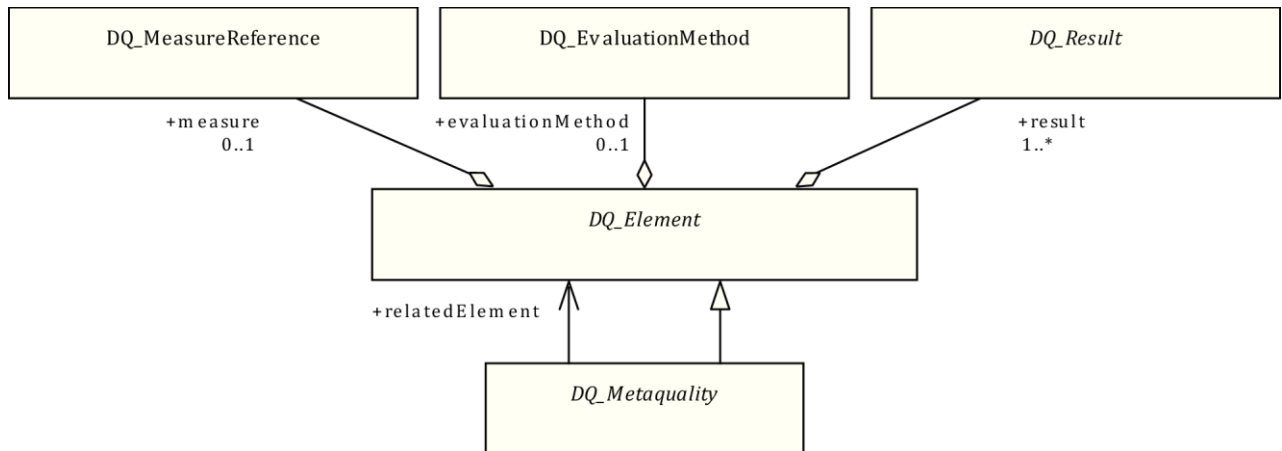 DQ_MeasureReference
DQ_EvaluationMethod
DQ_Result
+measure
0..1
+evaluationMethod
0..1
+result
1..*
DQ_Element
+relatedElement
DQ_Metaquality